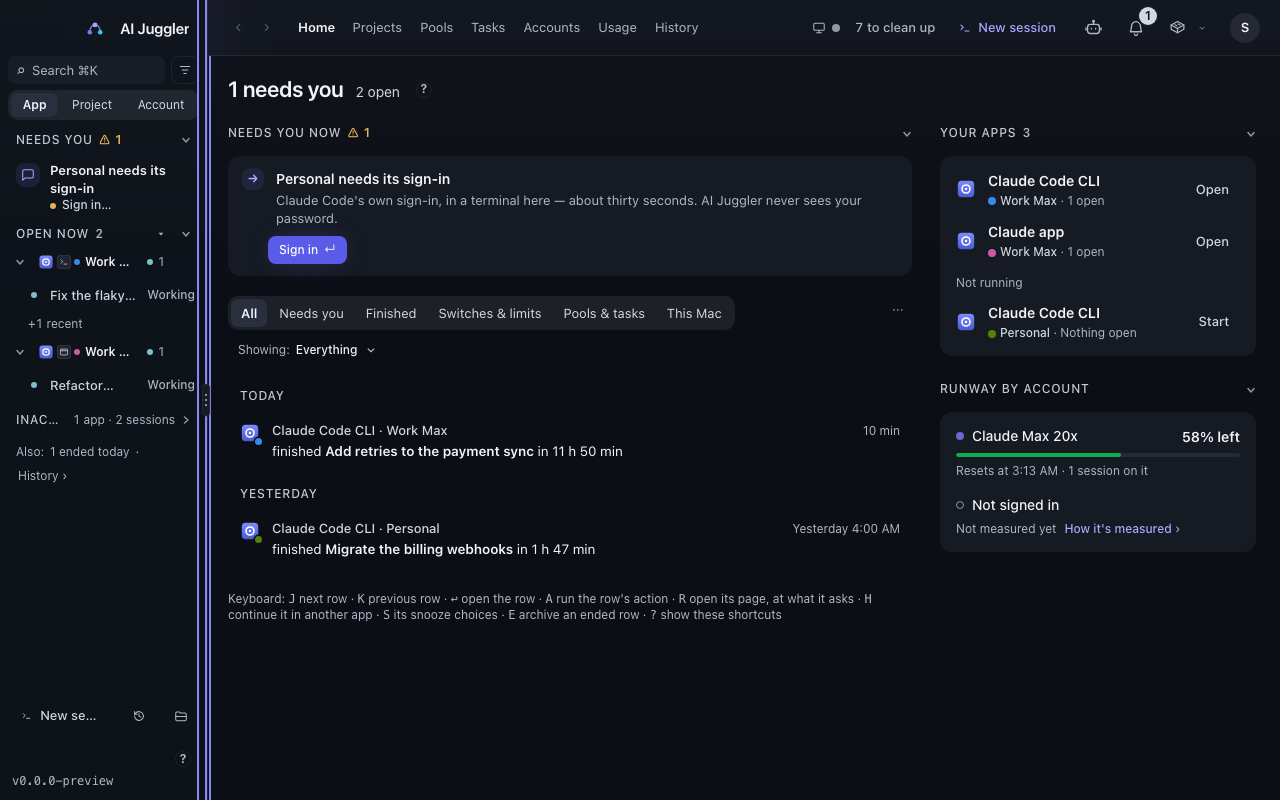 AI Juggler
Home Projects Pools Tasks Accounts Usage History
7 to clean up
New session
1
S
Search ⌘K
App Project Account
NEEDS YOU 1
Personal needs its
sign-in
Sign in...
OPEN NOW 2
Work ... 1
Fix the flaky... Working
+1 recent
Work ... 1
Refactor... Working
INAC... 1 app · 2 sessions
Also: 1 ended today ·
History ›
New se...
?
v0.0.0-preview
1 needs you 2 open ?
NEEDS YOU NOW 1
Personal needs its sign-in
Claude Code's own sign-in, in a terminal here — about thirty seconds. AI Juggler never sees your
password.
Sign in ↵
All Needs you Finished Switches & limits Pools & tasks This Mac
...
Showing: Everything
TODAY
Claude Code CLI · Work Max 10 min
finished Add retries to the payment sync in 11 h 50 min
YESTERDAY
Claude Code CLI · Personal Yesterday 4:00 AM
finished Migrate the billing webhooks in 1 h 47 min
Keyboard: J next row · K previous row · ↩ open the row · A run the row's action · R open its page, at what it asks · H
continue it in another app · S its snooze choices · E archive an ended row · ? show these shortcuts
YOUR APPS 3
Claude Code CLI
Work Max · 1 open
Open
Claude app
Work Max · 1 open
Open
Not running
Claude Code CLI
Personal · Nothing open
Start
RUNWAY BY ACCOUNT
Claude Max 20x 58% left
Resets at 3:13 AM · 1 session on it
Not signed in
Not measured yet How it's measured ›